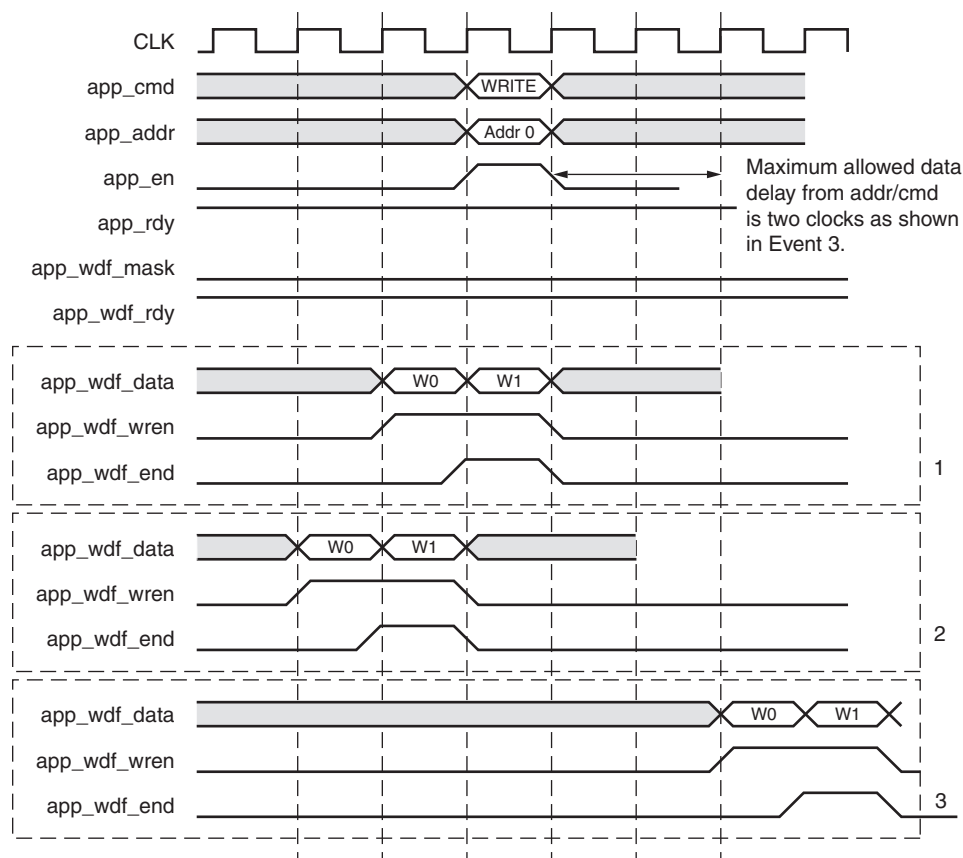 CLK
app_cmd
WRITE
app_addr
Addr 0
app_en
Maximum allowed data
delay from addr/cmd
is two clocks as shown
in Event 3.
app_rdy
app_wdf_mask
app_wdf_rdy
app_wdf_data
W0 W1
app_wdf_wren
app_wdf_end
1
app_wdf_data
W0 W1
app_wdf_wren
app_wdf_end
2
app_wdf_data
W0 W1
app_wdf_wren
app_wdf_end
3